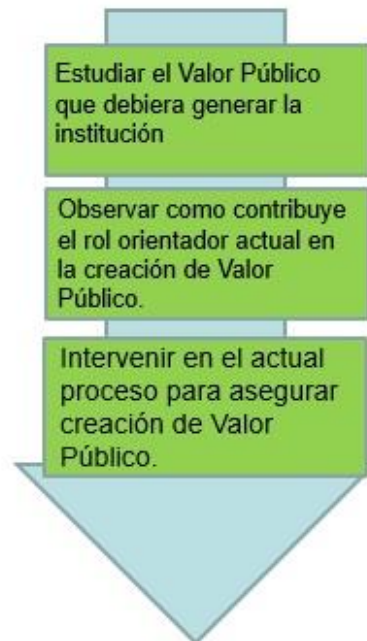 Estudiar el Valor Público
que debiera generar la
institución
Observar como contribuye
el rol orientador actual en
la creación de Valor
Público.
Intervenir en el actual
proceso para asegurar
creación de Valor
Público.